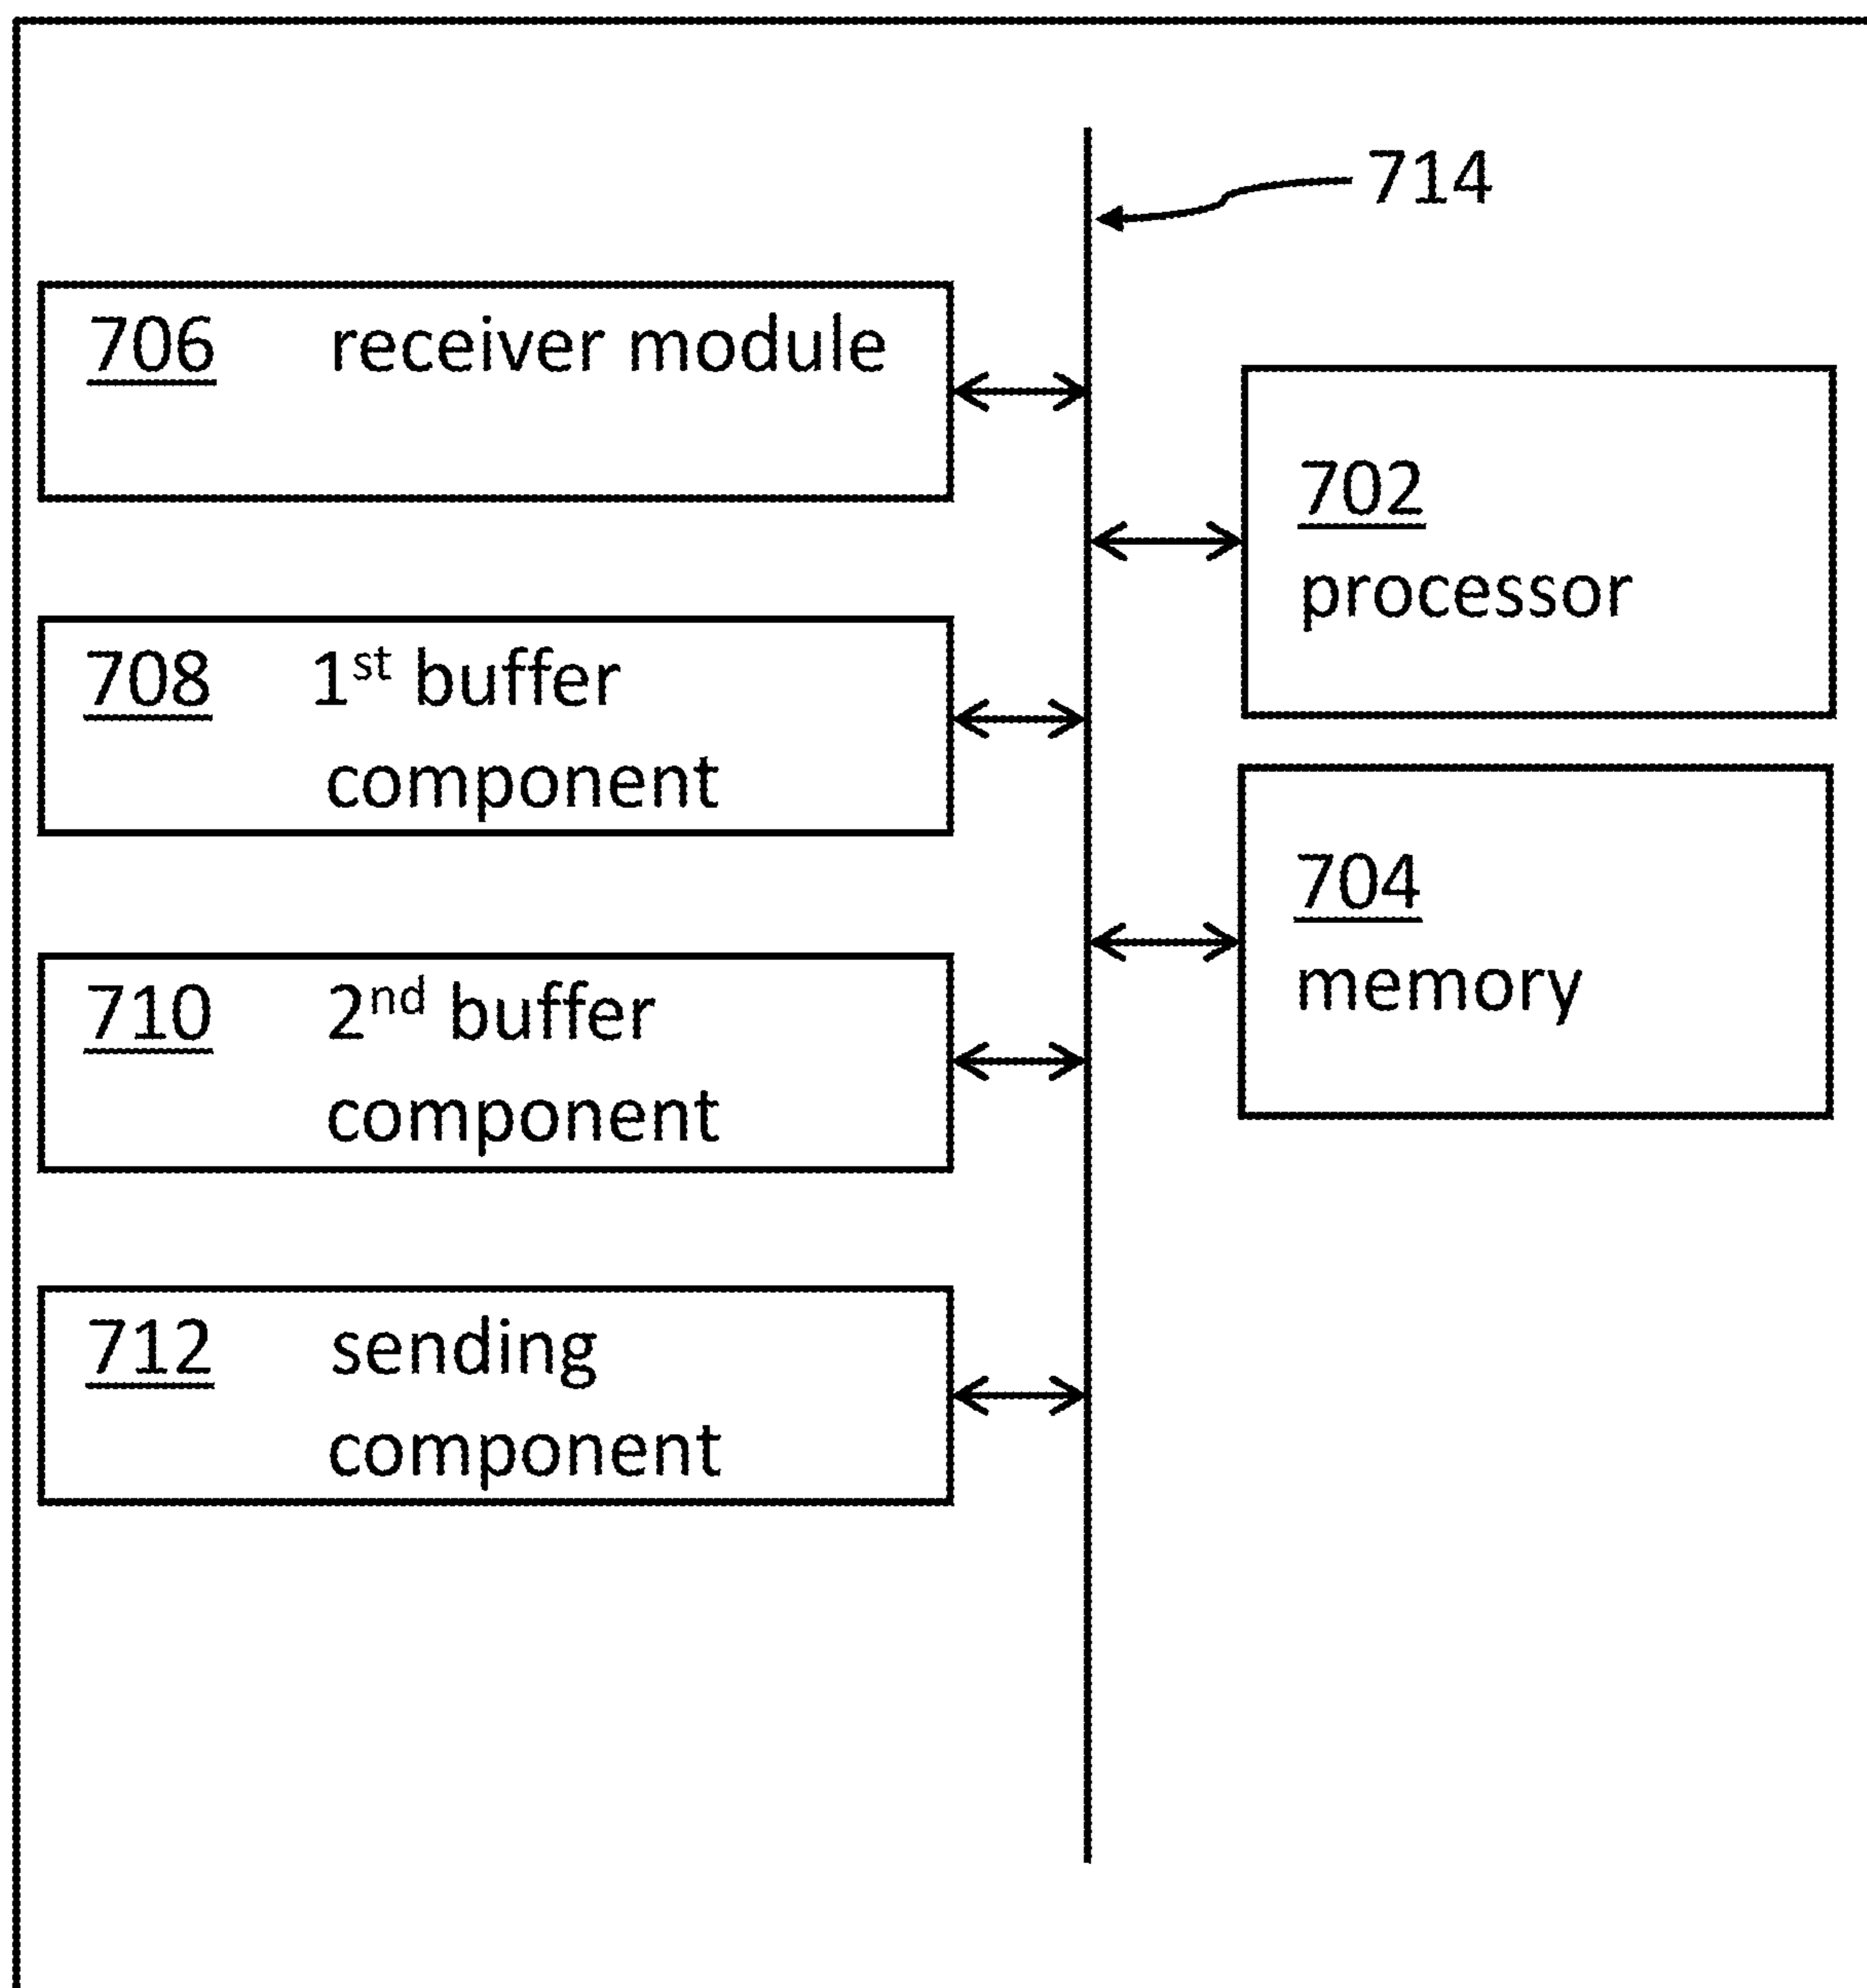 714
706 receiver module
702
processor
708 1st buffer
component
704
memory
710 2nd buffer
component
712 sending
component